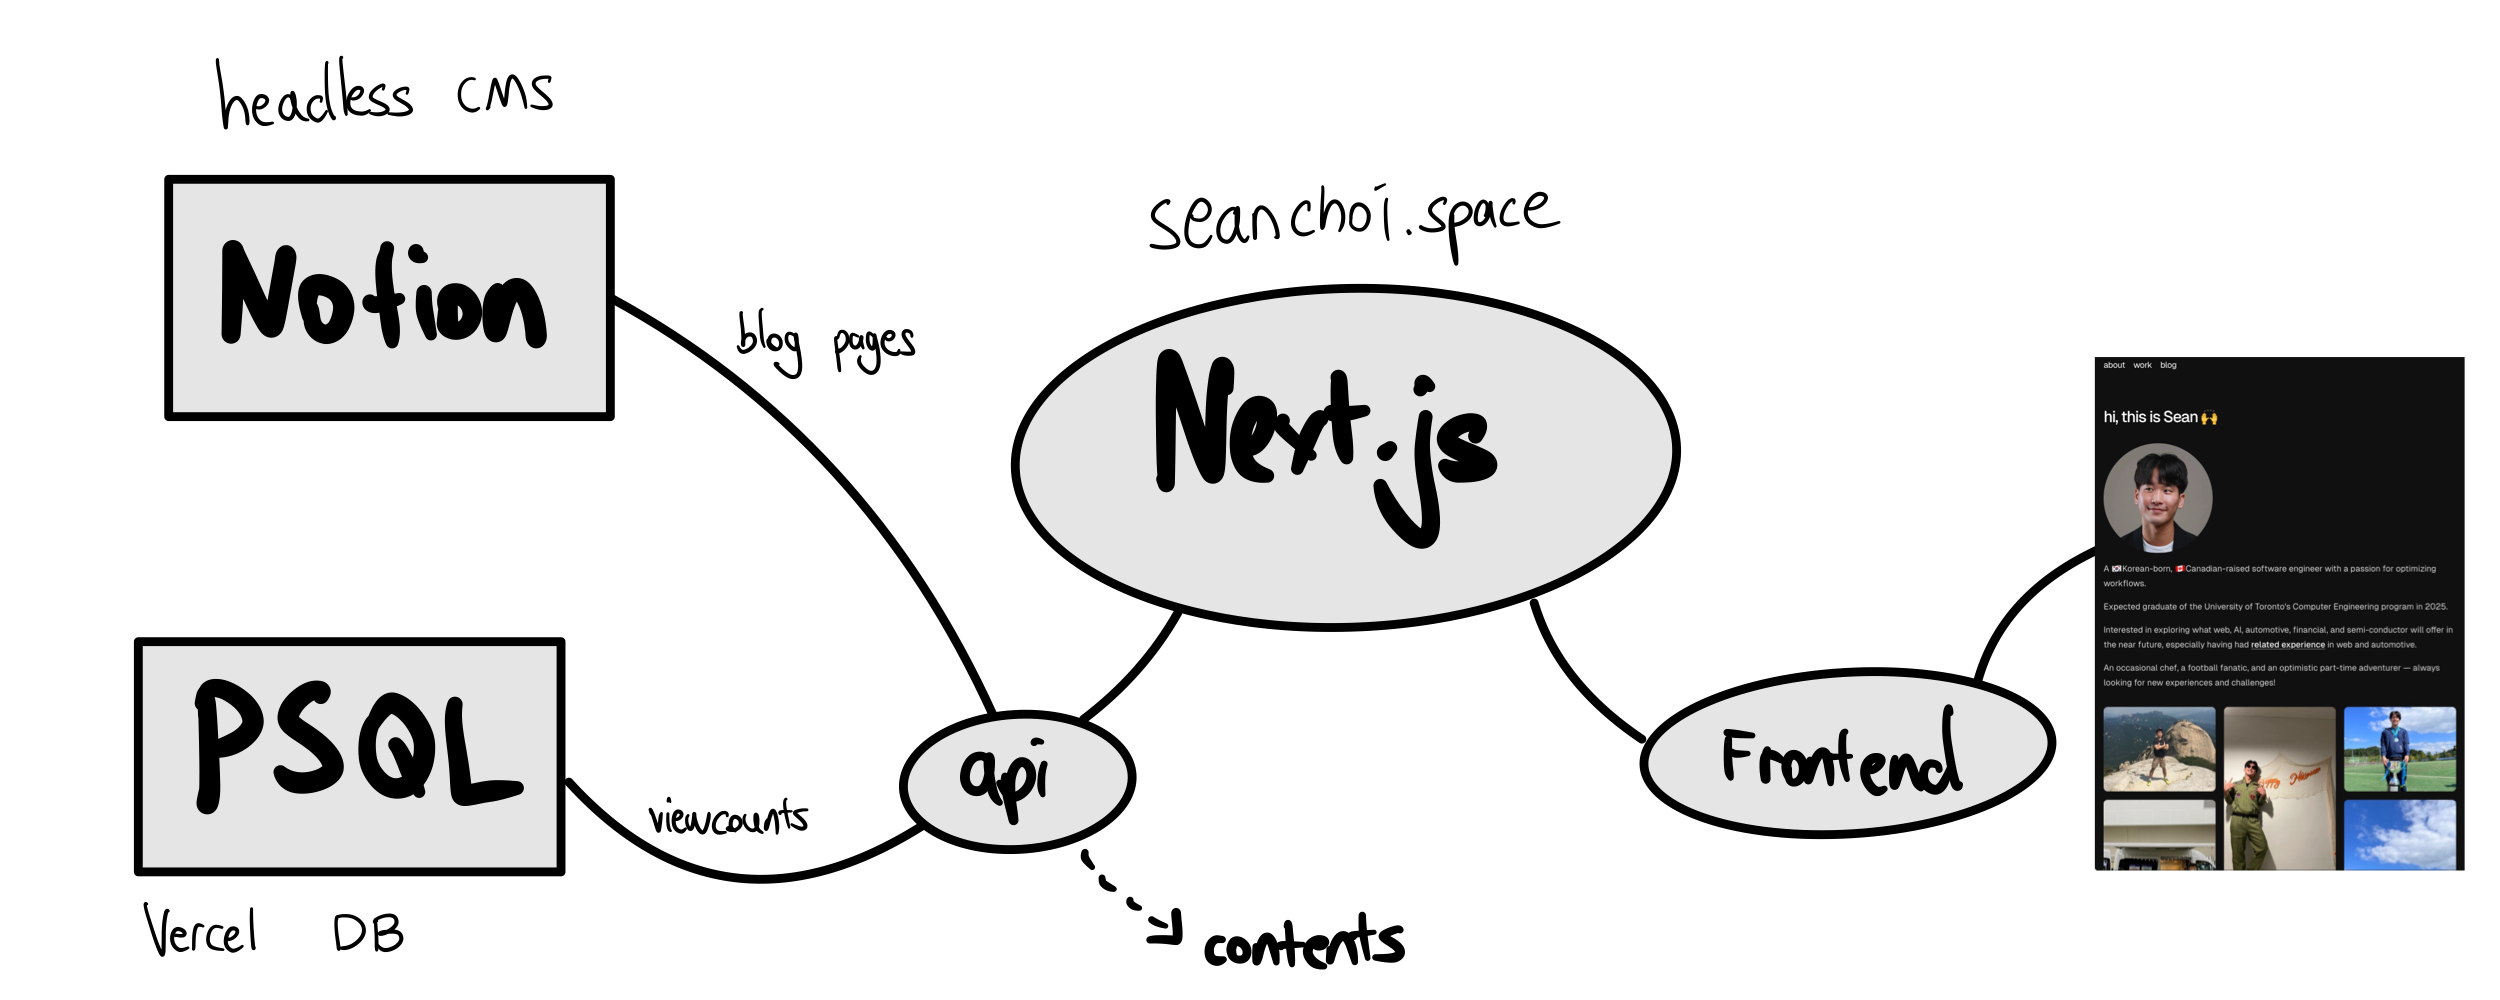 headless cms
Notion
blog pages
PSQL
Vercel DB
viewcounts
seanchoi.space
Next.js
api
contents
Frontend
about work blog
hi, this is Sean 🙌
A 🇰🇷Korean-born, 🇨🇦Canadian-raised software engineer with a passion for optimizing
workflows.
Expected graduate of the University of Toronto's Computer Engineering program in 2025.
Interested in exploring what web, AI, automotive, financial, and semi-conductor will offer in
the near future, especially having had related experience in web and automotive.
An occasional chef, a football fanatic, and an optimistic part-time adventurer — always
looking for new experiences and challenges!